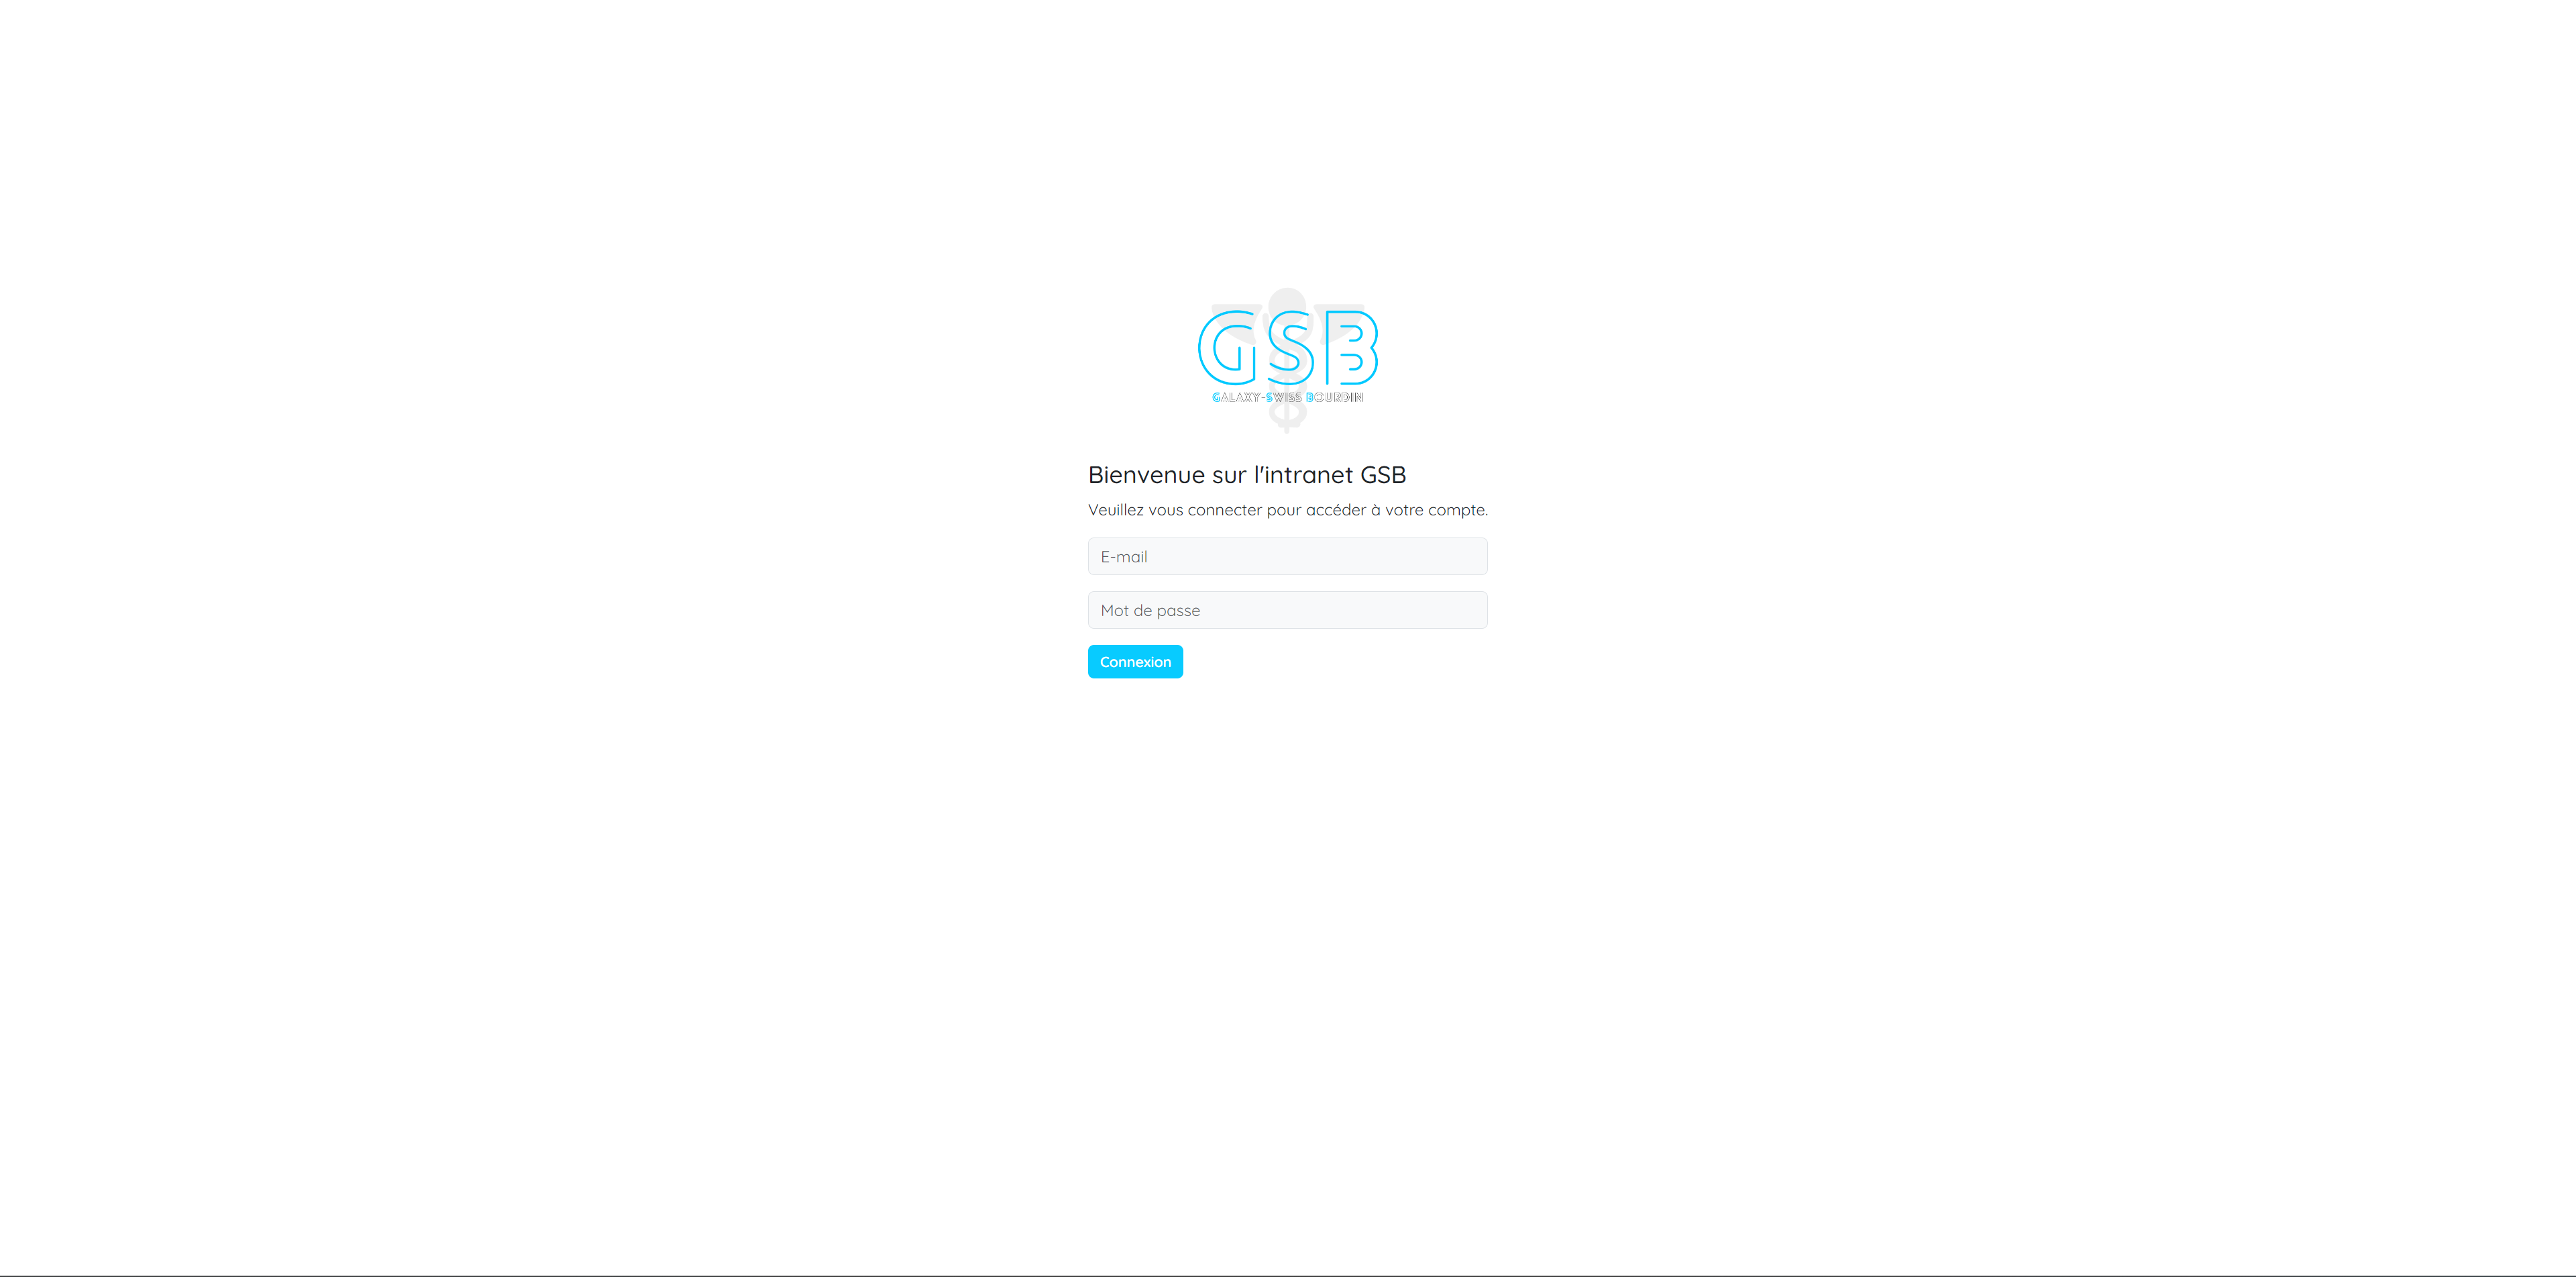 GSB
GALAXY-SWISS BOURDIN
Bienvenue sur l'intranet GSB
Veuillez vous connecter pour accéder à votre compte.
E-mail
Mot de passe
Connexion